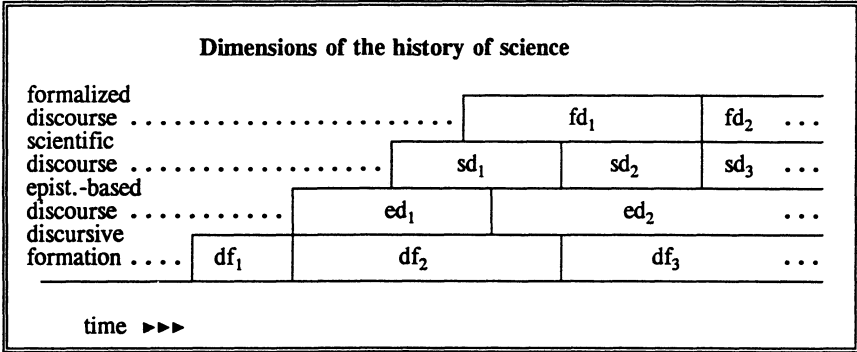 Dimensions of the history of science
formalized
discourse . . . . . . . . . . . . . . . . . . . . . . . . . . . . fd₁ fd₂ . . .
scientific
discourse . . . . . . . . . . . . . . . . . . . . . . . sd₁ sd₂ sd₃ . . .
epist.-based
discourse . . . . . . . . . . . . . . ed₁ ed₂ . . .
discursive
formation . . . . df₁ df₂ df₃ . . .
time ►►►